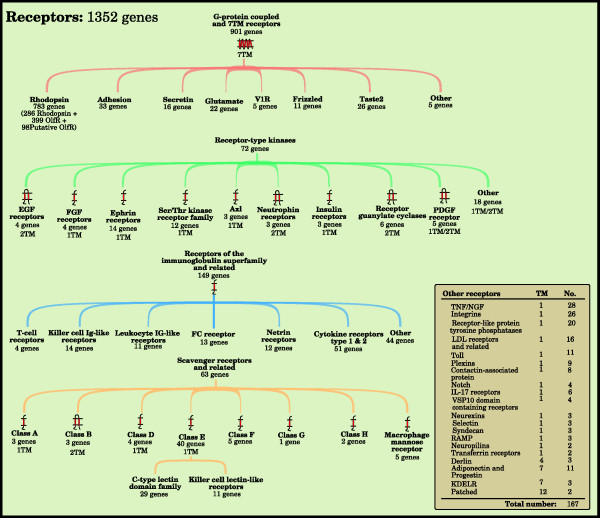 Receptors: 1352 genes
G-protein coupled
and 7TM receptors
901 genes
7TM
Rhodopsin
783 genes
(286 Rhodopsin +
399 OlfR +
98Putative OlfR)
Adhesion
33 genes
Secretin
16 genes
Glutamate
22 genes
V1R
5 genes
Frizzled
11 genes
Taste2
26 genes
Other
5 genes
Receptor-type kinases
72 genes
EGF
receptors
4 genes
2TM
FGF
receptors
4 genes
1TM
Ephrin
receptors
14 genes
1TM
Ser/Thr kinase
receptor family
12 genes
1TM
Axl
3 genes
1TM
Neutrophin
receptors
3 genes
2TM
Insulin
receptors
3 genes
1TM
Receptor
guanylate cyclases
6 genes
2TM
PDGF
receptor
5 genes
1TM/2TM
Other
18 genes
1TM/2TM
Receptors of the
immunoglobulin superfamily
and related
149 genes
T-cell
receptors
4 genes
Killer cell Ig-like
receptors
14 genes
Leukocyte IG-like
receptors
11 genes
FC receptor
13 genes
Netrin
receptors
12 genes
Cytokine receptors
type 1 & 2
51 genes
Other
44 genes
Scavenger receptors
and related
63 genes
Class A
3 genes
1TM
Class B
3 genes
2TM
Class D
4 genes
1TM
Class E
40 genes
1TM
Class F
5 genes
Class G
1 gene
Class H
2 genes
Macrophage
mannose
receptor
5 genes
C-type lectin
domain family
29 genes
Killer cell lectin-like
receptors
11 genes
Other receptors TM No.
TNF/NGF 1 28
Integrins 1 26
Receptor-like protein 1 20
tyrosine phosphatases
LDL receptors 1 16
and related
Toll 1 11
Plexins 1 9
Contactin-associated 1 8
protein
Notch 1 4
IL-17 receptors 1 6
VSP10 domain 1 4
containing receptors
Neurexins 1 3
Selectin 1 3
Syndecan 1 3
RAMP 1 3
Neuropilins 1 2
Transferrin receptors 1 2
Derlin 4 3
Adiponectin and 7 11
Progestin
KDELR 7 3
Patched 12 2
Total number: 167